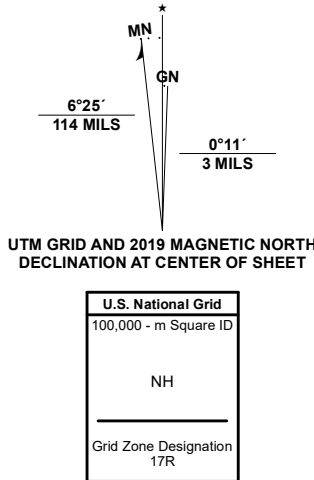 ★
MN
GN
6°25´
114 MILS
0°11´
3 MILS
UTM GRID AND 2019 MAGNETIC NORTH
DECLINATION AT CENTER OF SHEET
U.S. National Grid
100,000 - m Square ID
NH
Grid Zone Designation
17R